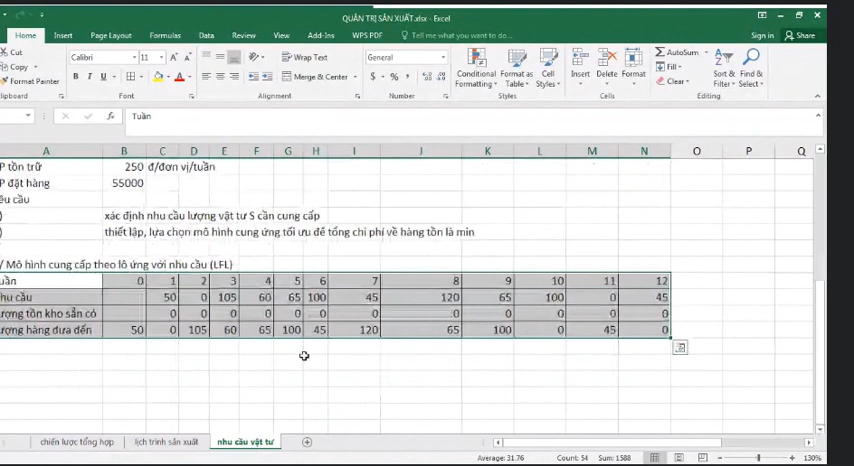 QUẢN TRỊ SẢN XUẤT.xlsx - Excel
Home Insert Page Layout Formulas Data Review View Add-Ins WPS PDF Tell me what you want to do Sign in Share
Cut
Copy
Format Painter
Clipboard
Calibri 11 A A
B I U A
Font
Wrap Text
Merge & Center
Alignment
General
$ % ,
Number
Conditional Formatting Format as Table Cell Styles
Styles
Insert Delete Format
Cells
AutoSum
Fill
Clear
Sort & Filter Find & Select
Editing
fx Tuần
A B C D E F G H I J K L M N O P Q
P tồn trữ 250 đ/đơn vị/tuần
P đặt hàng 55000
êu cầu
) xác định nhu cầu lượng vật tư S cần cung cấp
) thiết lập, lựa chọn mô hình cung ứng tối ưu để tổng chi phí về hàng tồn là min
/ Mô hình cung cấp theo lô ứng với nhu cầu (LFL)
uần 0 1 2 3 4 5 6 7 8 9 10 11 12
hu cầu 50 0 105 60 65 100 45 120 65 100 0 45
ượng tồn kho sẵn có 0 0 0 0 0 0 0 0 0 0 0 0
ượng hàng đưa đến 50 0 105 60 65 100 45 120 65 100 0 45 0
chiến lược tổng hợp lịch trình sản xuất nhu cầu vật tư
Average: 31.76 Count: 54 Sum: 1588 130%